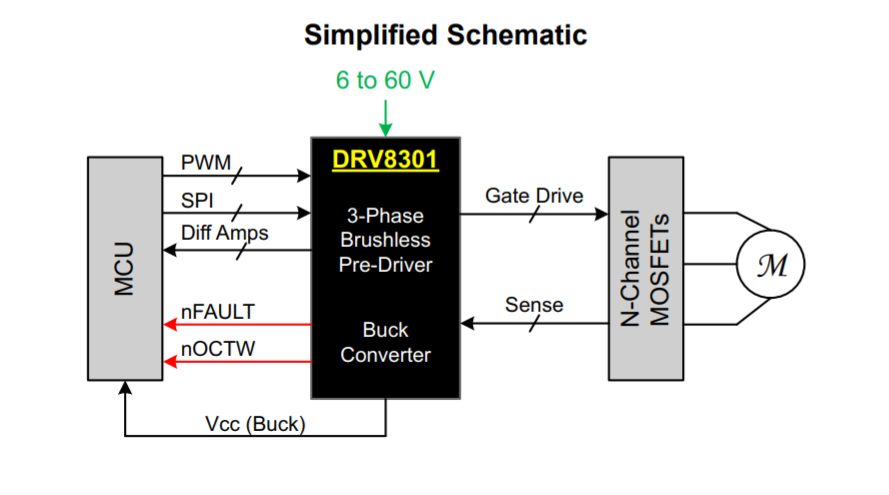 Simplified Schematic
6 to 60 V
DRV8301
PWM
SPI
Diff Amps
nFAULT
nOCTW
MCU
3-Phase
Brushless
Pre-Driver
Buck
Converter
Gate Drive
Sense
N-Channel
MOSFETs
M
Vcc (Buck)